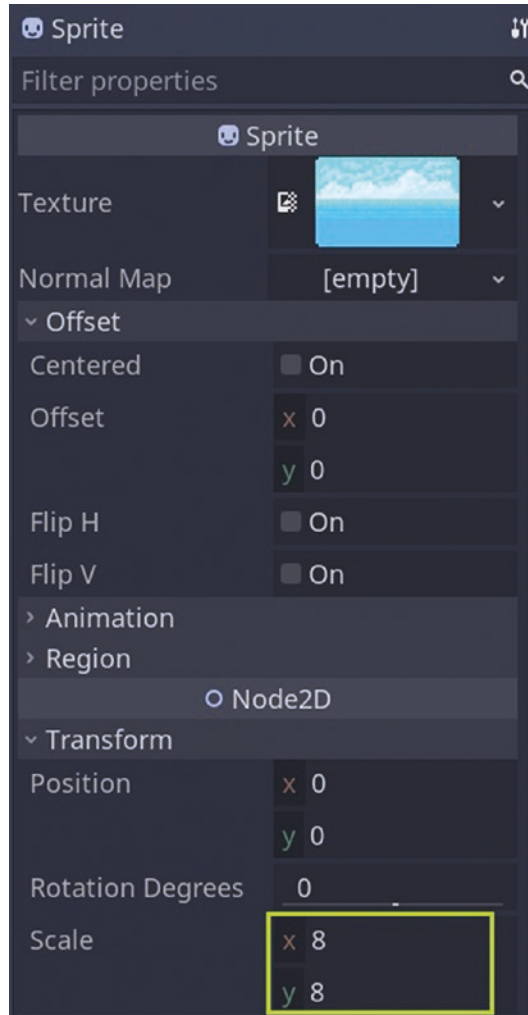 Sprite
Filter properties
Sprite
Texture
Normal Map [empty]
Offset
Centered On
Offset x 0
y 0
Flip H On
Flip V On
Animation
Region
Node2D
Transform
Position x 0
y 0
Rotation Degrees 0
Scale x 8
y 8